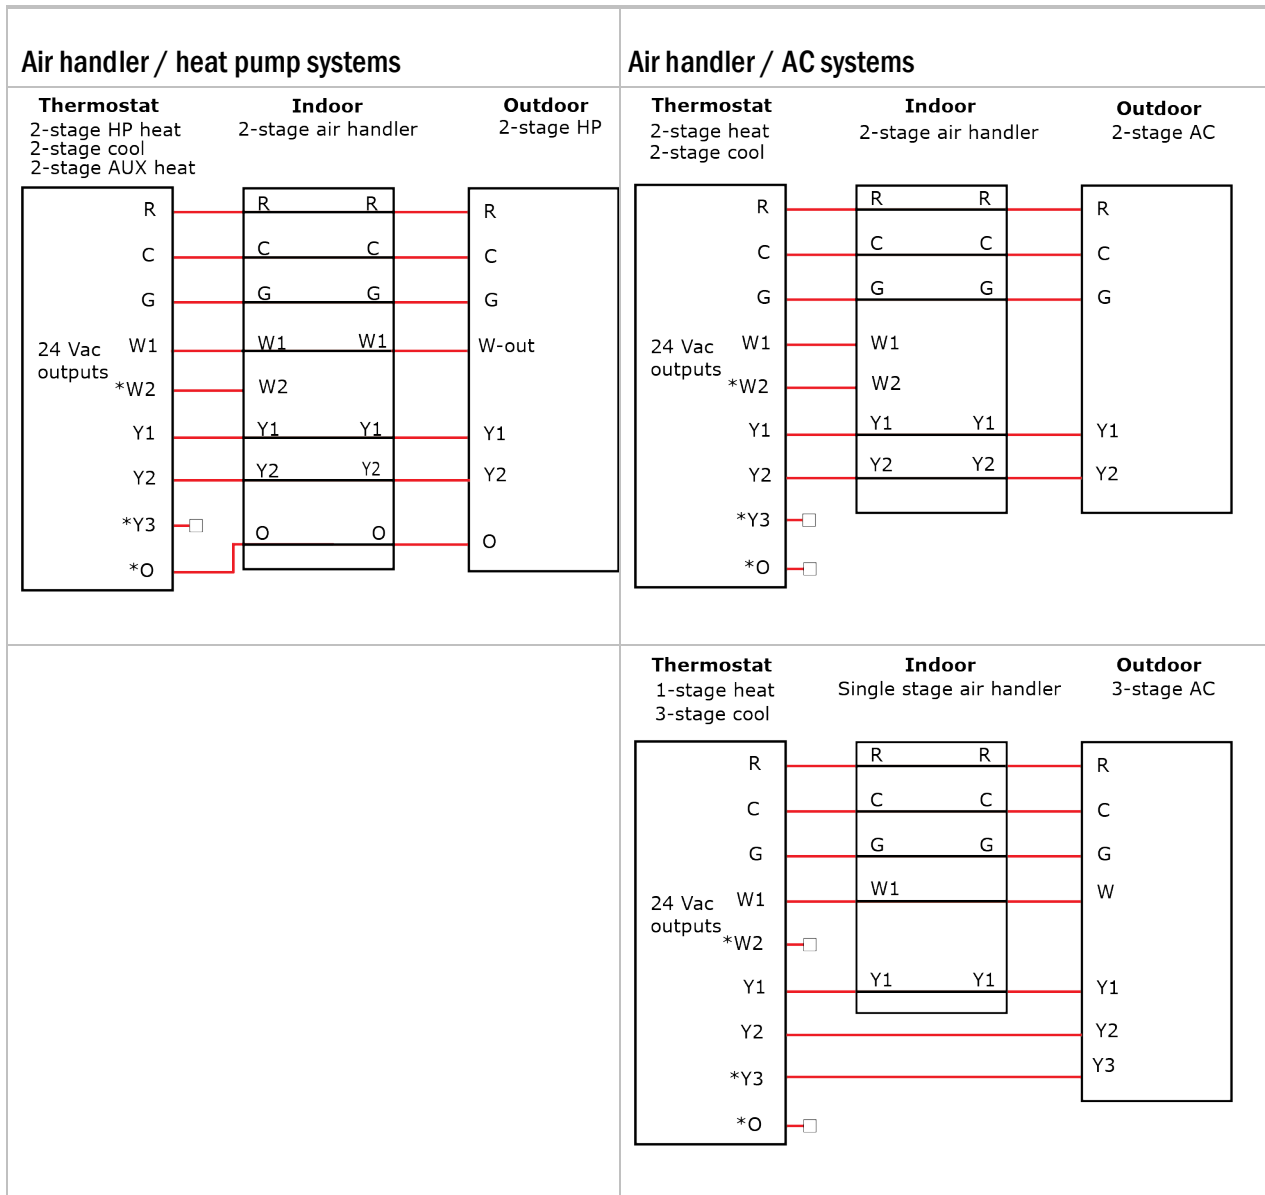 Air handler / heat pump systems
Air handler / AC systems
Thermostat
2-stage HP heat
2-stage cool
2-stage AUX heat
Indoor
2-stage air handler
Outdoor
2-stage HP
R
C
G
24 Vac
outputs
W1
*W2
Y1
Y2
*Y3
*O
R R
C C
G G
W1 W1
W2
Y1 Y1
Y2 Y2
O O
R
C
G
W-out
Y1
Y2
O
Thermostat
2-stage heat
2-stage cool
Indoor
2-stage air handler
Outdoor
2-stage AC
R
C
G
24 Vac
outputs
W1
*W2
Y1
Y2
*Y3
*O
R R
C C
G G
W1
W2
Y1 Y1
Y2 Y2
R
C
G
Y1
Y2
Thermostat
1-stage heat
3-stage cool
Indoor
Single stage air handler
Outdoor
3-stage AC
R
C
G
24 Vac
outputs
W1
*W2
Y1
Y2
*Y3
*O
R R
C C
G G
W1
Y1 Y1
R
C
G
W
Y1
Y2
Y3